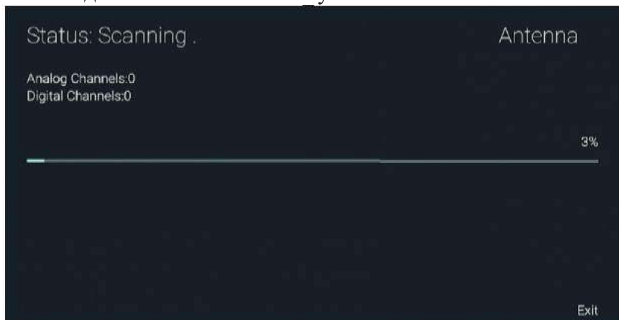 Status: Scanning .
Antenna
Analog Channels:0
Digital Channels:0
3%
Exit